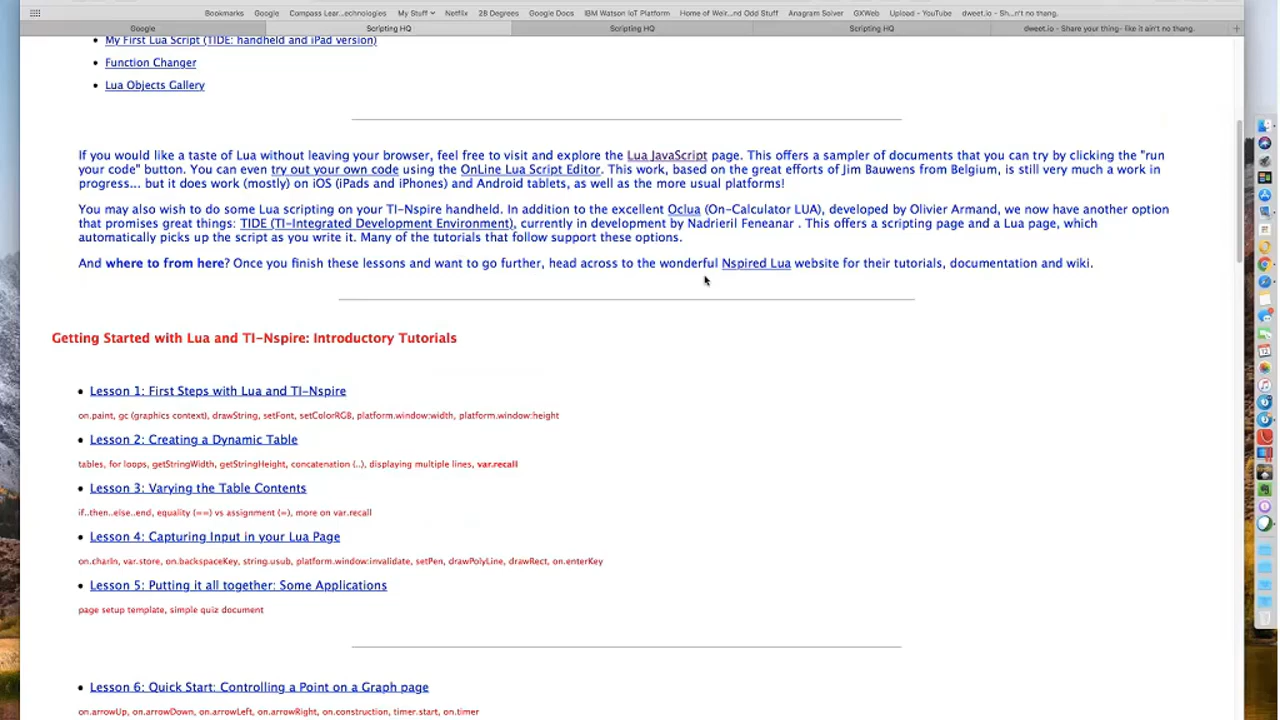 Bookmarks Google Compass Lear...echnologies My Stuff Netflix 28 Degrees Google Docs IBM Watson IoT Platform Home of Weir...nd Odd Stuff Anagram Solver GXWeb Upload - YouTube dweet.io - Sh...n't no thang.
Google Scripting HQ Scripting HQ Scripting HQ dweet.io - Share your thing- like it ain't no thang.
• My First Lua Script (TIDE: handheld and iPad version)
• Function Changer
• Lua Objects Gallery
If you would like a taste of Lua without leaving your browser, feel free to visit and explore the Lua JavaScript page. This offers a sampler of documents that you can try by clicking the "run
your code" button. You can even try out your own code using the OnLine Lua Script Editor. This work, based on the great efforts of Jim Bauwens from Belgium, is still very much a work in
progress... but it does work (mostly) on iOS (iPads and iPhones) and Android tablets, as well as the more usual platforms!
You may also wish to do some Lua scripting on your TI-Nspire handheld. In addition to the excellent Oclua (On-Calculator LUA), developed by Olivier Armand, we now have another option
that promises great things: TIDE (TI-Integrated Development Environment), currently in development by Nadrieril Feneanar . This offers a scripting page and a Lua page, which
automatically picks up the script as you write it. Many of the tutorials that follow support these options.
And where to from here? Once you finish these lessons and want to go further, head across to the wonderful Nspired Lua website for their tutorials, documentation and wiki.
Getting Started with Lua and TI-Nspire: Introductory Tutorials
• Lesson 1: First Steps with Lua and TI-Nspire
on.paint, gc (graphics context), drawString, setFont, setColorRGB, platform.window:width, platform.window:height
• Lesson 2: Creating a Dynamic Table
tables, for loops, getStringWidth, getStringHeight, concatenation (..), displaying multiple lines, var.recall
• Lesson 3: Varying the Table Contents
if..then..else..end, equality (==) vs assignment (=), more on var.recall
• Lesson 4: Capturing Input in your Lua Page
on.charIn, var.store, on.backspaceKey, string.usub, platform.window:invalidate, setPen, drawPolyLine, drawRect, on.enterKey
• Lesson 5: Putting it all together: Some Applications
page setup template, simple quiz document
• Lesson 6: Quick Start: Controlling a Point on a Graph page
on.arrowUp, on.arrowDown, on.arrowLeft, on.arrowRight, on.construction, timer.start, on.timer